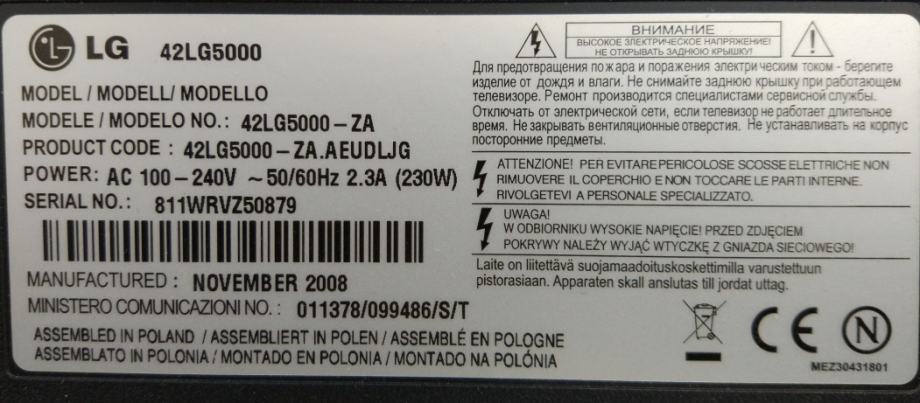 LG 42LG5000
MODEL / MODELL/ MODELLO
MODELE / MODELO NO.: 42LG5000-ZA
PRODUCT CODE : 42LG5000-ZA.AEUDLJG
POWER: AC 100-240V ~50/60Hz 2.3A (230W)
SERIAL NO.: 811WRVZ50879
MANUFACTURED : NOVEMBER 2008
MINISTERO COMUNICAZIONI NO. : 011378/099486/S/T
ASSEMBLED IN POLAND / ASSEMBLIERT IN POLEN / ASSEMBLÉ EN POLOGNE
ASSEMBLATO IN POLONIA / MONTADO EN POLONIA / MONTADO NA POLÓNIA
ВНИМАНИЕ
ВЫСОКОЕ ЭЛЕКТРИЧЕСКОЕ НАПРЯЖЕНИЕ!
НЕ ОТКРЫВАТЬ ЗАДНЮЮ КРЫШКУ!
Для предотвращения пожара и поражения электрическим током - берегите
изделие от дождя и влаги. Не снимайте заднюю крышку при работающем
телевизоре. Ремонт производится специалистами сервисной службы.
Отключать от электрической сети, если телевизор не работает длительное
время. Не закрывать вентиляционные отверстия. Не устанавливать на корпус
посторонние предметы.
ATTENZIONE! PER EVITARE PERICOLOSE SCOSSE ELETTRICHE NON
RIMUOVERE IL COPERCHIO E NON TOCCARE LE PARTI INTERNE.
RIVOLGETEVI A PERSONALE SPECIALIZZATO.
UWAGA!
W ODBIORNIKU WYSOKIE NAPIĘCIE! PRZED ZDJĘCIEM
POKRYWY NALEŻY WYJĄĆ WTYCZKĘ Z GNIAZDA SIECIOWEGO!
Laite on liitettävä suojamaadoituskoskettimilla varustettuun
pistorasiaan. Apparaten skall anslutas till jordat uttag.
CE N
MEZ30431801